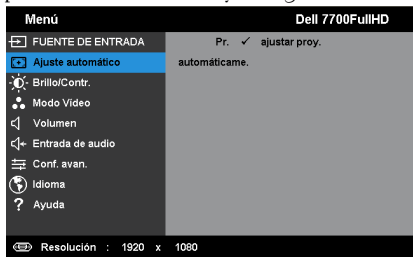 Menú Dell 7700FullHD
FUENTE DE ENTRADA
Pr. ✓ ajustar proy.
Ajuste automático
automáticame.
Brillo/Contr.
Modo Vídeo
Volumen
Entrada de audio
Conf. avan.
Idioma
? Ayuda
Resolución : 1920 x 1080